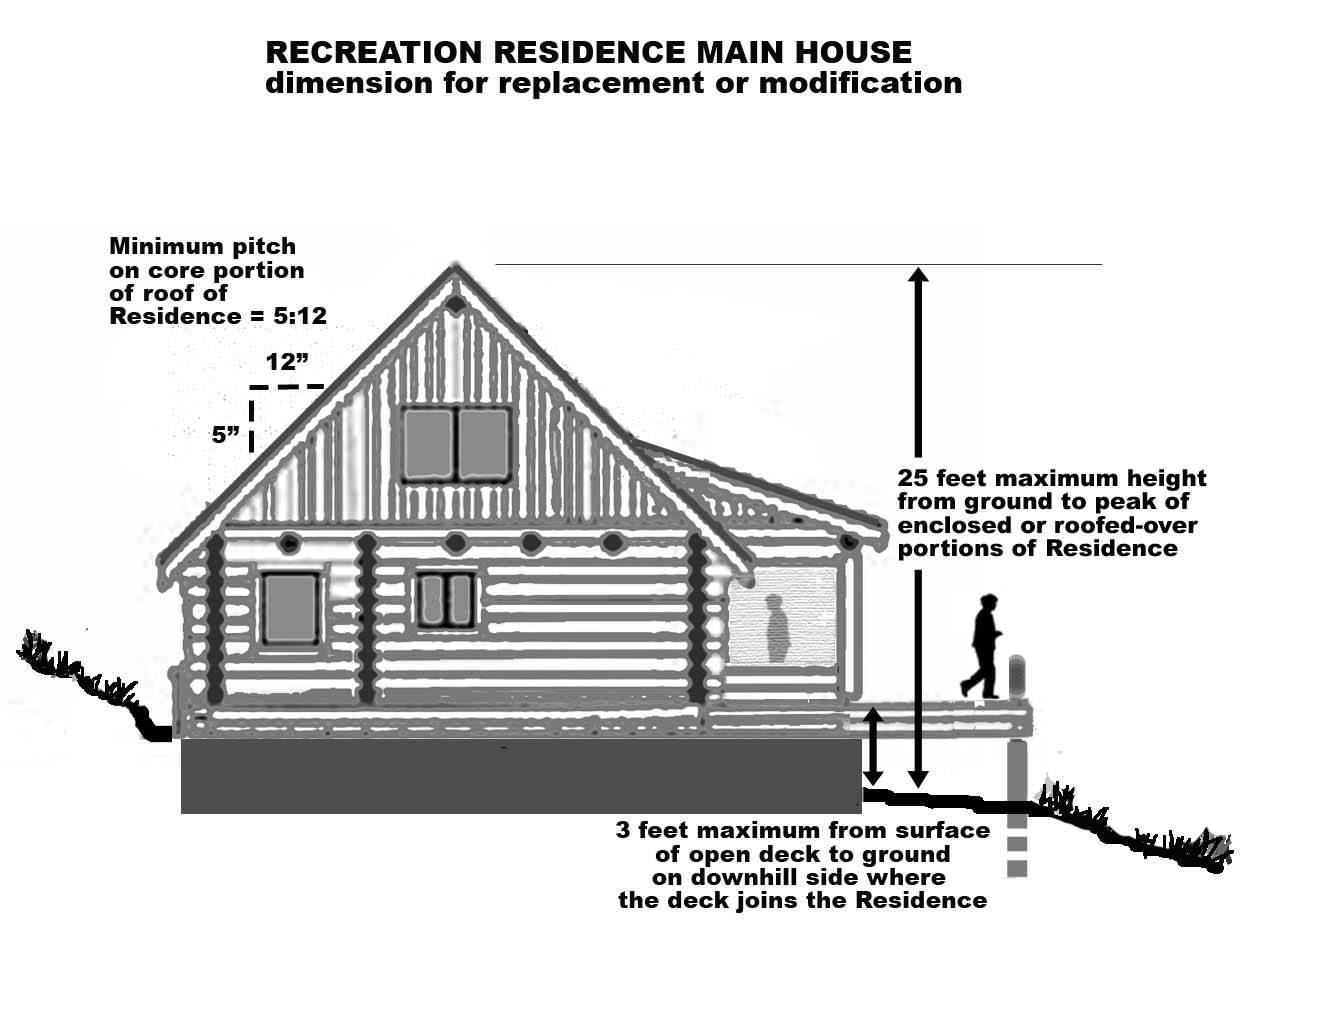 RECREATION RESIDENCE MAIN HOUSE
dimension for replacement or modification
Minimum pitch
on core portion
of roof of
Residence = 5:12
12”
5”
25 feet maximum height
from ground to peak of
enclosed or roofed-over
portions of Residence
3 feet maximum from surface
of open deck to ground
on downhill side where
the deck joins the Residence